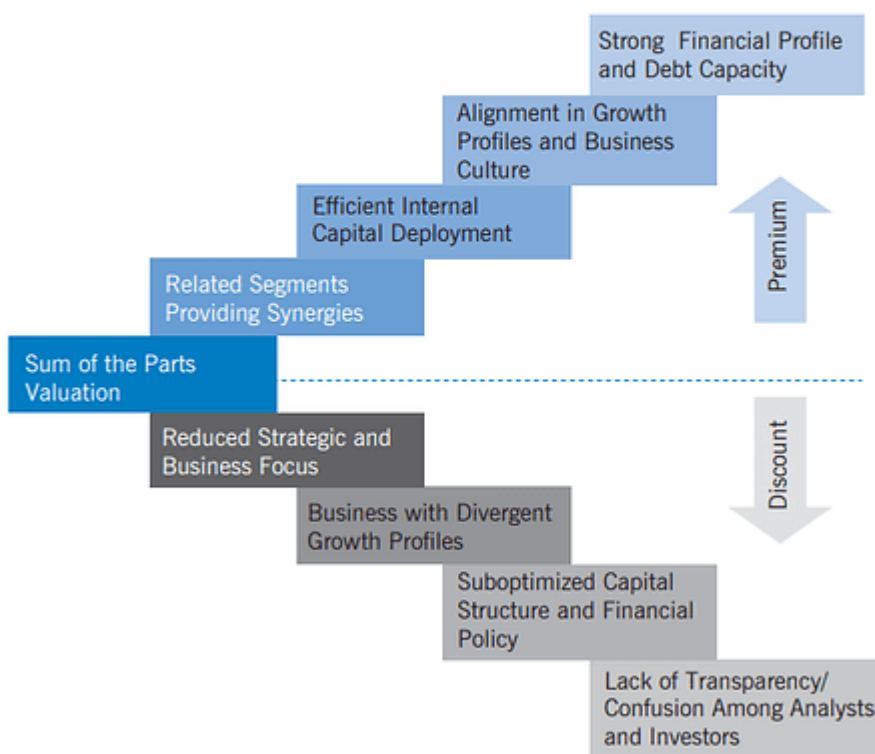 Strong Financial Profile
and Debt Capacity
Alignment in Growth
Profiles and Business
Culture
Efficient Internal
Capital Deployment
Premium
Related Segments
Providing Synergies
Sum of the Parts
Valuation
Reduced Strategic and
Business Focus
Discount
Business with Divergent
Growth Profiles
Suboptimized Capital
Structure and Financial
Policy
Lack of Transparency/
Confusion Among Analysts
and Investors